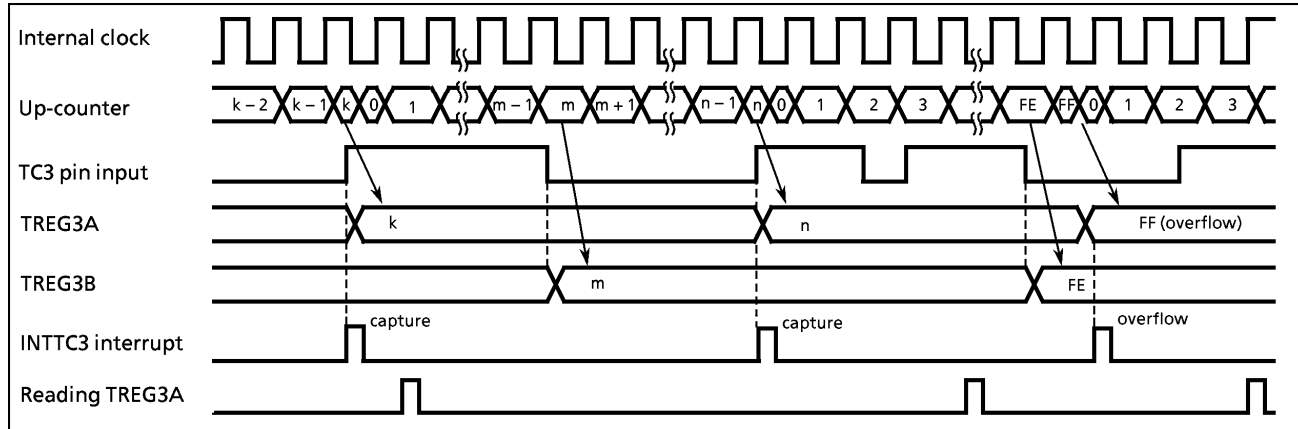 Internal clock
Up-counter k – 2 k – 1 k 0 1 m – 1 m m + 1 n – 1 n 0 1 2 3 FE FF 0 1 2 3
TC3 pin input
TREG3A k n FF (overflow)
TREG3B m FE
INTTC3 interrupt capture capture overflow
Reading TREG3A